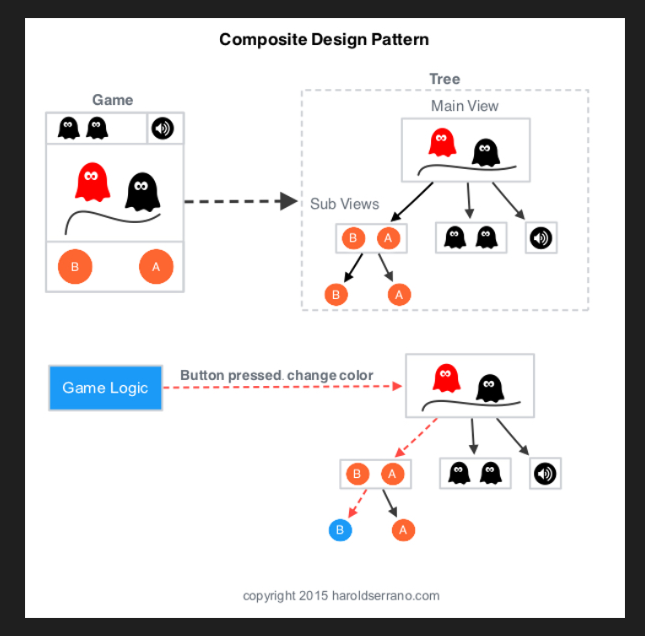 Composite Design Pattern
Tree
Game
Main View
Sub Views
B A
B A
B A
Game Logic
Button pressed. change color
B A
B A
copyright 2015 haroldserrano.com